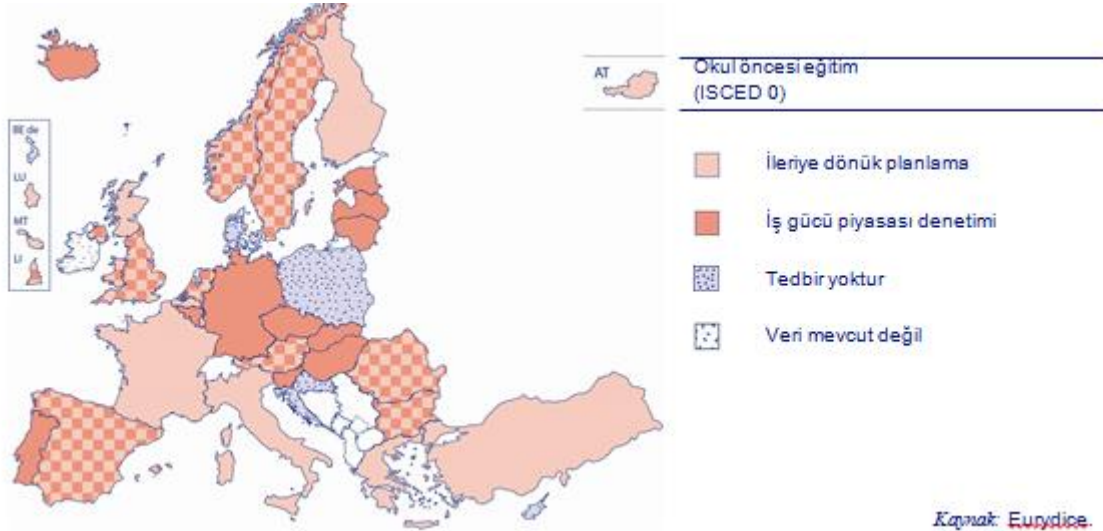 BE de
LU
MT
LI
AT
Okul öncesi eğitim
(ISCED 0)
İleriye dönük planlama
İş gücü piyasası denetimi
Tedbir yoktur
Veri mevcut değil
Kaynak: Eurydice.